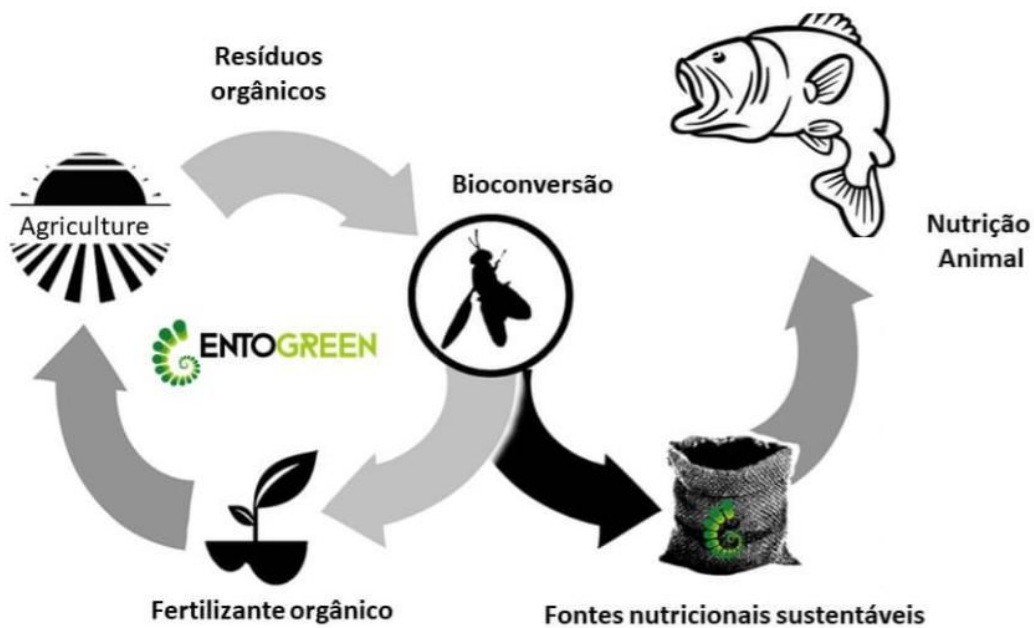 Resíduos
orgânicos
Bioconversão
Agriculture
Nutrição
Animal
ENTOGREEN
Fertilizante orgânico
Fontes nutricionais sustentáveis